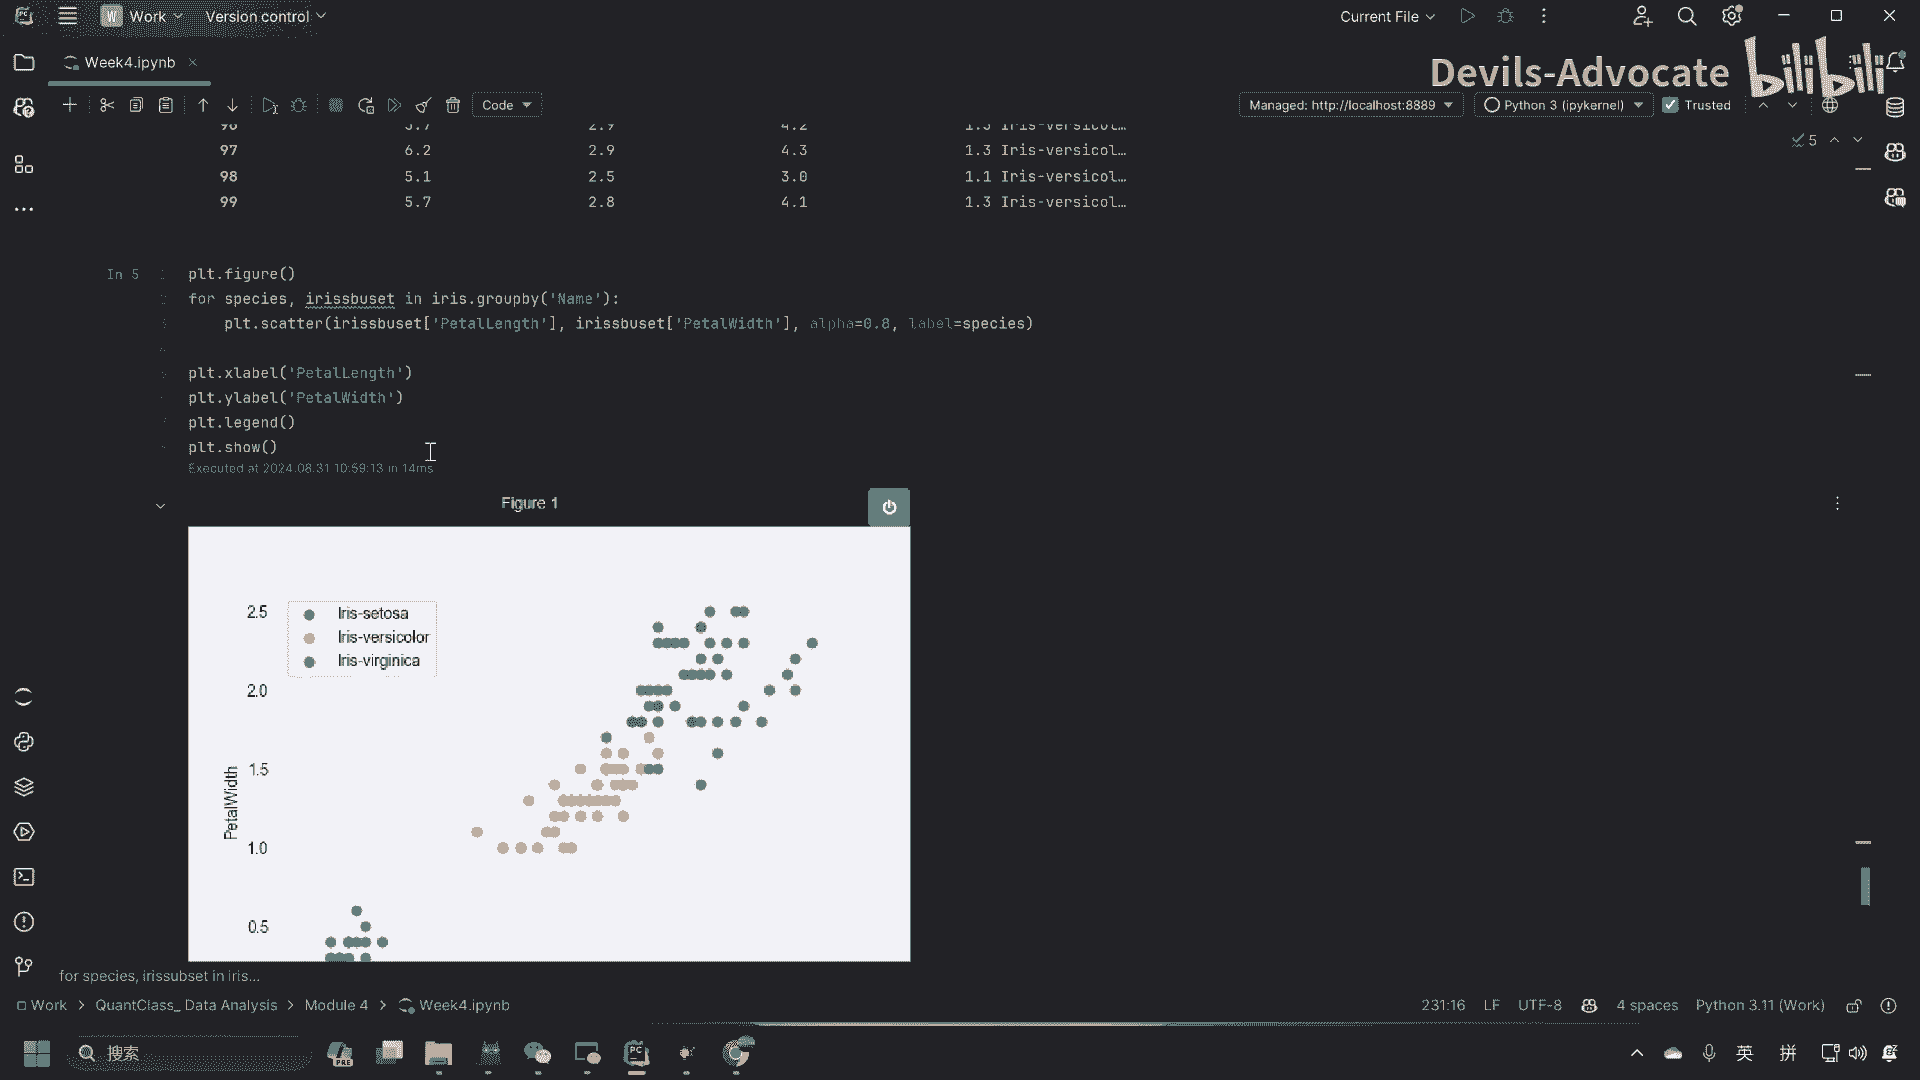 W Work Version control Current File
Week4.ipynb Devils-Advocate bilibili
Code Managed: http://localhost:8889 Python 3 (ipykernel) Trusted
96 5.7 2.9 4.2 1.3 Iris-versicol…
97 6.2 2.9 4.3 1.3 Iris-versicol…
98 5.1 2.5 3.0 1.1 Iris-versicol…
99 5.7 2.8 4.1 1.3 Iris-versicol…
5
In 5 plt.figure()
for species, irissbuset in iris.groupby('Name'):
plt.scatter(irissbuset['PetalLength'], irissbuset['PetalWidth'], alpha=0.8, label=species)
plt.xlabel('PetalLength')
plt.ylabel('PetalWidth')
plt.legend()
plt.show()
Executed at 2024.08.31 10:59:13 in 14ms
Figure 1
2.5
Iris-setosa
Iris-versicolor
Iris-virginica
2.0
1.5
PetalWidth
1.0
0.5
for species, irissubset in iris...
Work > QuantClass_ Data Analysis > Module 4 > Week4.ipynb 231:16 LF UTF-8 4 spaces Python 3.11 (Work)
搜索 PRE PC 英 拼